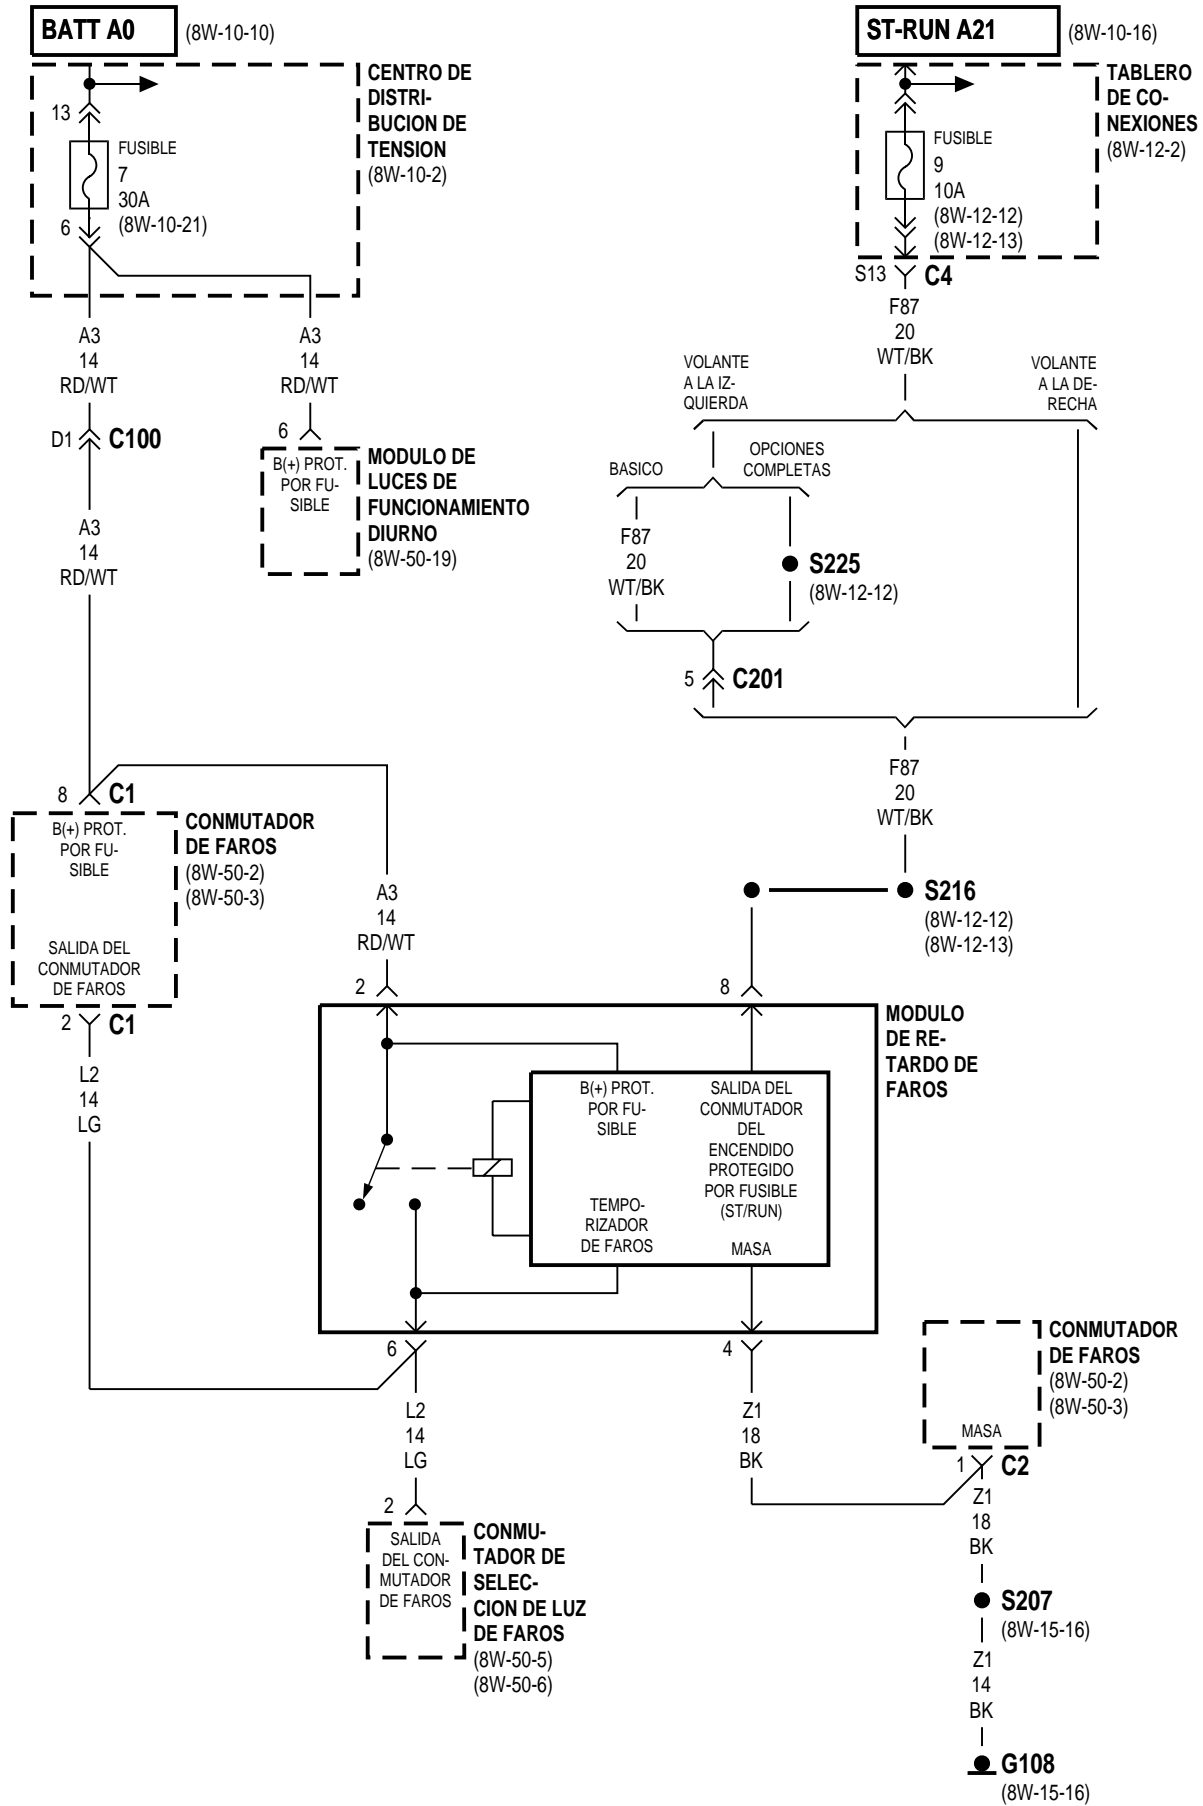 BATT A0
(8W-10-10)
ST-RUN A21
(8W-10-16)
13
FUSIBLE
7
30A
(8W-10-21)
6
CENTRO DE
DISTRI-
BUCION DE
TENSION
(8W-10-2)
FUSIBLE
9
10A
(8W-12-12)
(8W-12-13)
TABLERO
DE CO-
NEXIONES
(8W-12-2)
S13
C4
F87
20
WT/BK
A3
14
RD/WT
A3
14
RD/WT
D1
C100
6
B(+) PROT.
POR FU-
SIBLE
MODULO DE
LUCES DE
FUNCIONAMIENTO
DIURNO
(8W-50-19)
A3
14
RD/WT
VOLANTE
A LA IZ-
QUIERDA
VOLANTE
A LA DE-
RECHA
BASICO
OPCIONES
COMPLETAS
F87
20
WT/BK
S225
(8W-12-12)
5
C201
F87
20
WT/BK
8
C1
B(+) PROT.
POR FU-
SIBLE
SALIDA DEL
CONMUTADOR
DE FAROS
CONMUTADOR
DE FAROS
(8W-50-2)
(8W-50-3)
2
C1
A3
14
RD/WT
S216
(8W-12-12)
(8W-12-13)
2
8
MODULO
DE RE-
TARDO DE
FAROS
L2
14
LG
B(+) PROT.
POR FU-
SIBLE
SALIDA DEL
CONMUTADOR
DEL
ENCENDIDO
PROTEGIDO
POR FUSIBLE
(ST/RUN)
TEMPO-
RIZADOR
DE FAROS
MASA
6
4
L2
14
LG
Z1
18
BK
CONMUTADOR
DE FAROS
(8W-50-2)
(8W-50-3)
MASA
1
C2
Z1
18
BK
2
SALIDA
DEL CON-
MUTADOR
DE FAROS
CONMU-
TADOR DE
SELEC-
CION DE LUZ
DE FAROS
(8W-50-5)
(8W-50-6)
S207
(8W-15-16)
Z1
14
BK
G108
(8W-15-16)